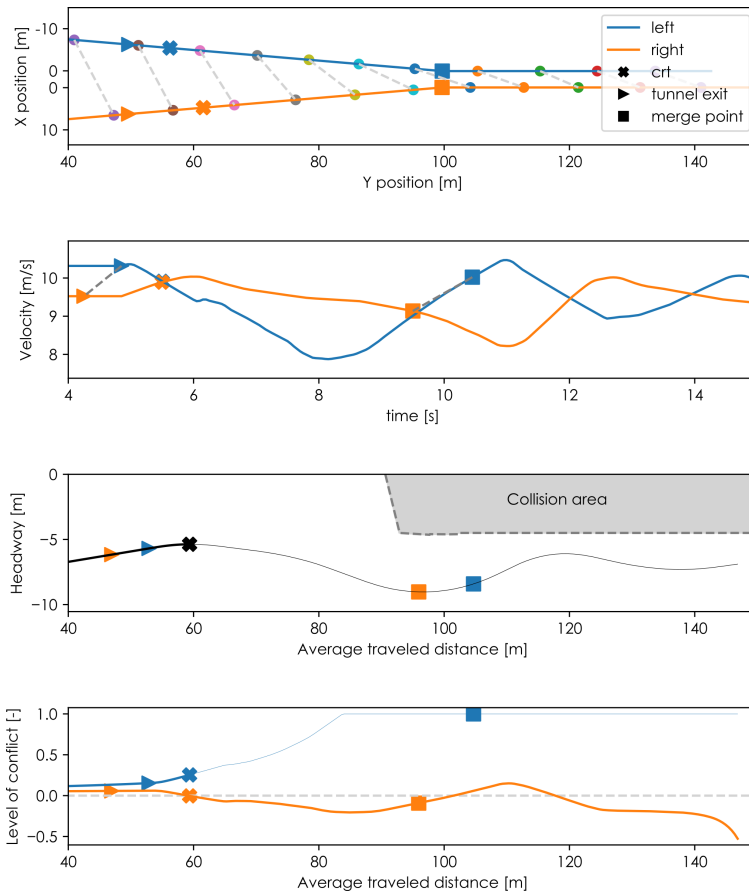 X position [m]
-10
0
0
10
40
60
80
100
120
140
Y position [m]
left
right
crt
tunnel exit
merge point
Velocity [m/s]
10
9
8
4
6
8
10
12
14
time [s]
Headway [m]
0
−5
−10
Collision area
40
60
80
100
120
140
Average traveled distance [m]
Level of conflict [-]
1.0
0.5
0.0
−0.5
40
60
80
100
120
140
Average traveled distance [m]